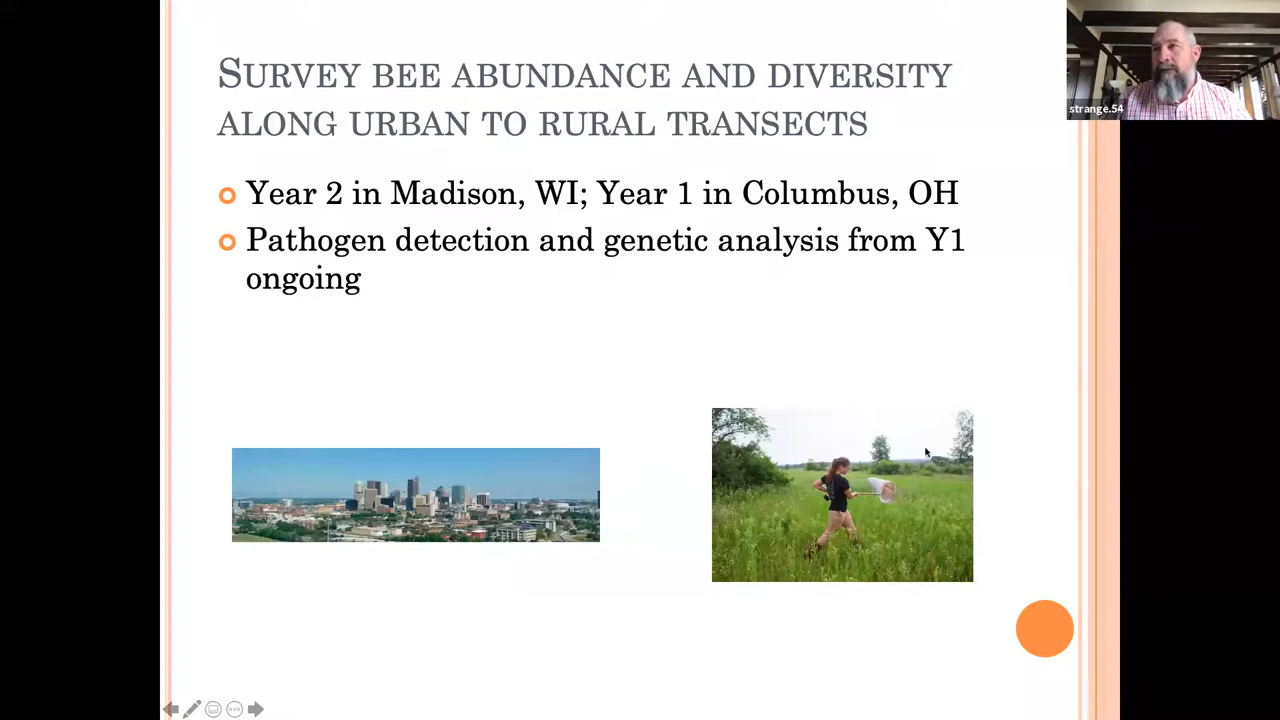 SURVEY BEE ABUNDANCE AND DIVERSITY
ALONG URBAN TO RURAL TRANSECTS
Year 2 in Madison, WI; Year 1 in Columbus, OH
Pathogen detection and genetic analysis from Y1
ongoing
strange.54